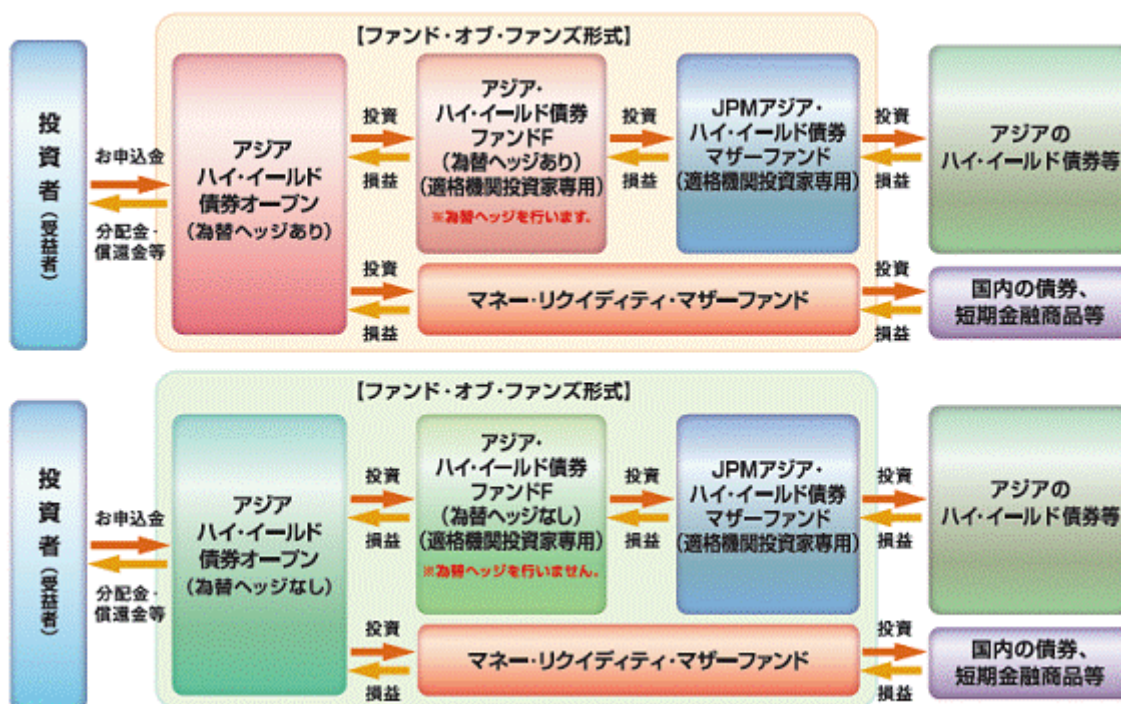 【ファンド・オブ・ファンズ形式】
投資者(受益者)
お申込金
分配金・
償還金等
アジア
ハイ・イールド
債券オープン
(為替ヘッジあり)
投資
損益
アジア・
ハイ・イールド債券
ファンドF
(為替ヘッジあり)
(適格機関投資家専用)
※為替ヘッジを行います。
投資
損益
JPMアジア・
ハイ・イールド債券
マザーファンド
(適格機関投資家専用)
投資
損益
アジアの
ハイ・イールド債券等
投資
損益
マネー・リクイディティ・マザーファンド
投資
損益
国内の債券、
短期金融商品等
【ファンド・オブ・ファンズ形式】
投資者(受益者)
お申込金
分配金・
償還金等
アジア
ハイ・イールド
債券オープン
(為替ヘッジなし)
投資
損益
アジア・
ハイ・イールド債券
ファンドF
(為替ヘッジなし)
(適格機関投資家専用)
※為替ヘッジを行いません。
投資
損益
JPMアジア・
ハイ・イールド債券
マザーファンド
(適格機関投資家専用)
投資
損益
アジアの
ハイ・イールド債券等
投資
損益
マネー・リクイディティ・マザーファンド
投資
損益
国内の債券、
短期金融商品等